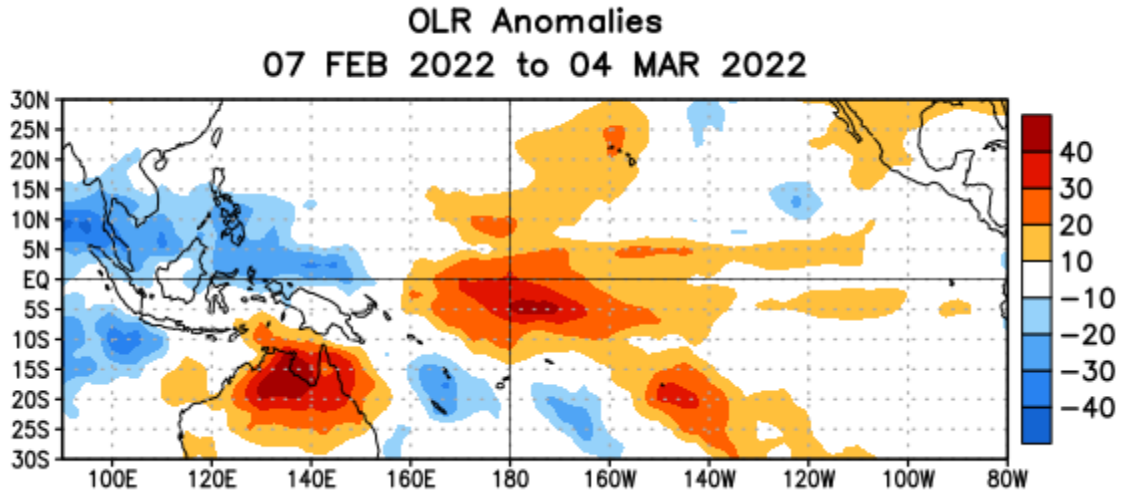 OLR Anomalies
07 FEB 2022 to 04 MAR 2022
30N
25N
20N
15N
10N
5N
EQ
5S
10S
15S
20S
25S
30S
100E 120E 140E 160E 180 160W 140W 120W 100W 80W
40
30
20
10
-10
-20
-30
-40